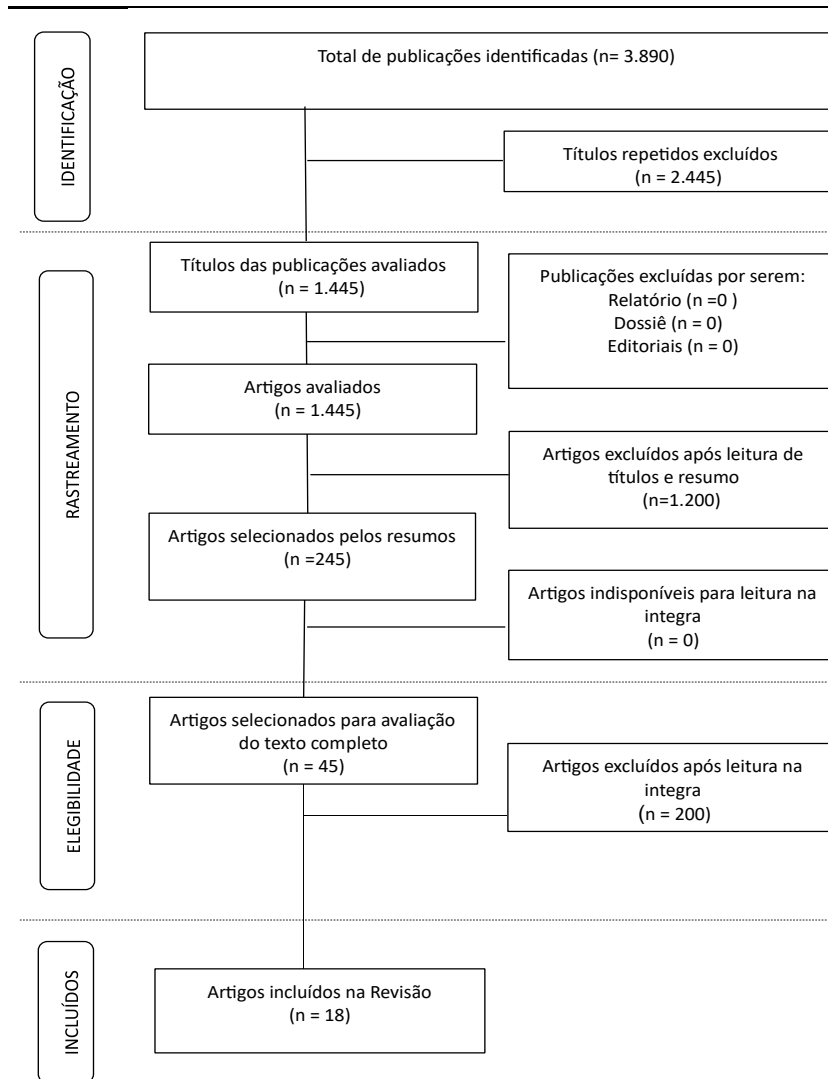 IDENTIFICAÇÃO
Total de publicações identificadas (n= 3.890)
Títulos repetidos excluídos
(n = 2.445)
RASTREAMENTO
Títulos das publicações avaliados
(n = 1.445)
Publicações excluídas por serem:
Relatório (n =0 )
Dossiê (n = 0)
Editoriais (n = 0)
Artigos avaliados
(n = 1.445)
Artigos excluídos após leitura de
títulos e resumo
(n=1.200)
Artigos selecionados pelos resumos
(n =245)
Artigos indisponíveis para leitura na
integra
(n = 0)
ELEGIBILIDADE
Artigos selecionados para avaliação
do texto completo
(n = 45)
Artigos excluídos após leitura na
integra
(n = 200)
INCLUÍDOS
Artigos incluídos na Revisão
(n = 18)